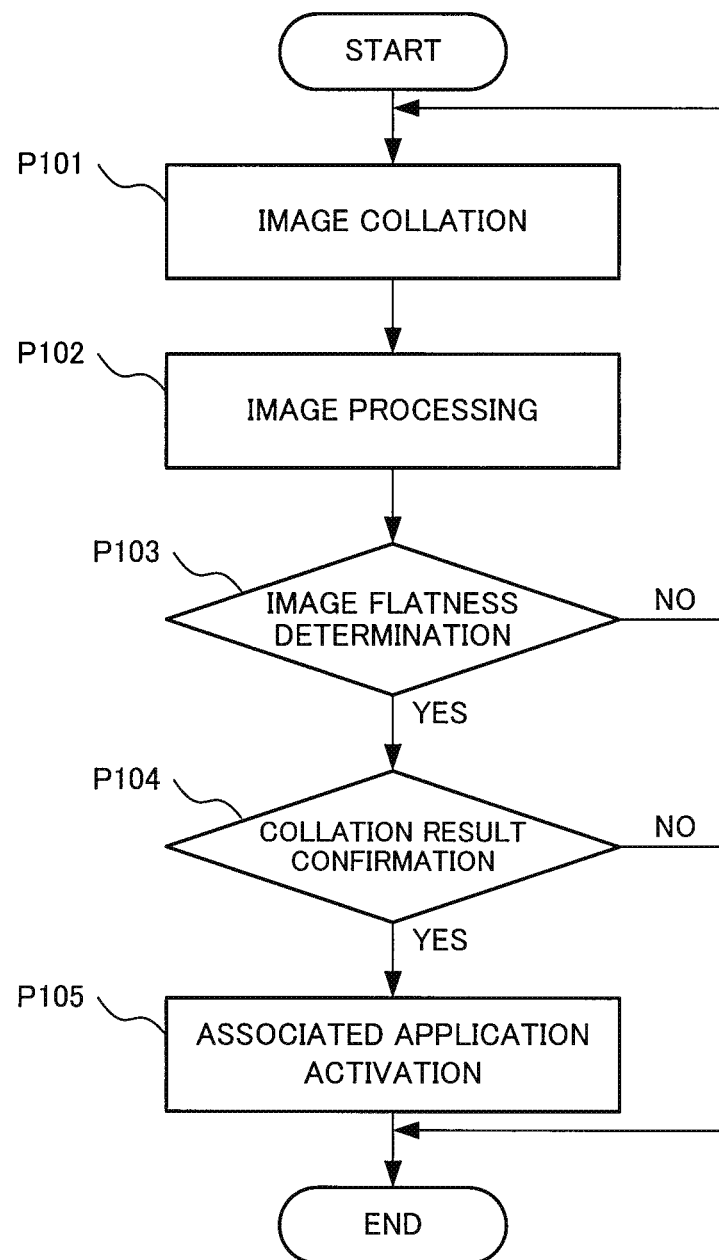 START
P101
IMAGE COLLATION
P102
IMAGE PROCESSING
P103
IMAGE FLATNESS
DETERMINATION
NO
YES
P104
COLLATION RESULT
CONFIRMATION
NO
YES
P105
ASSOCIATED APPLICATION
ACTIVATION
END